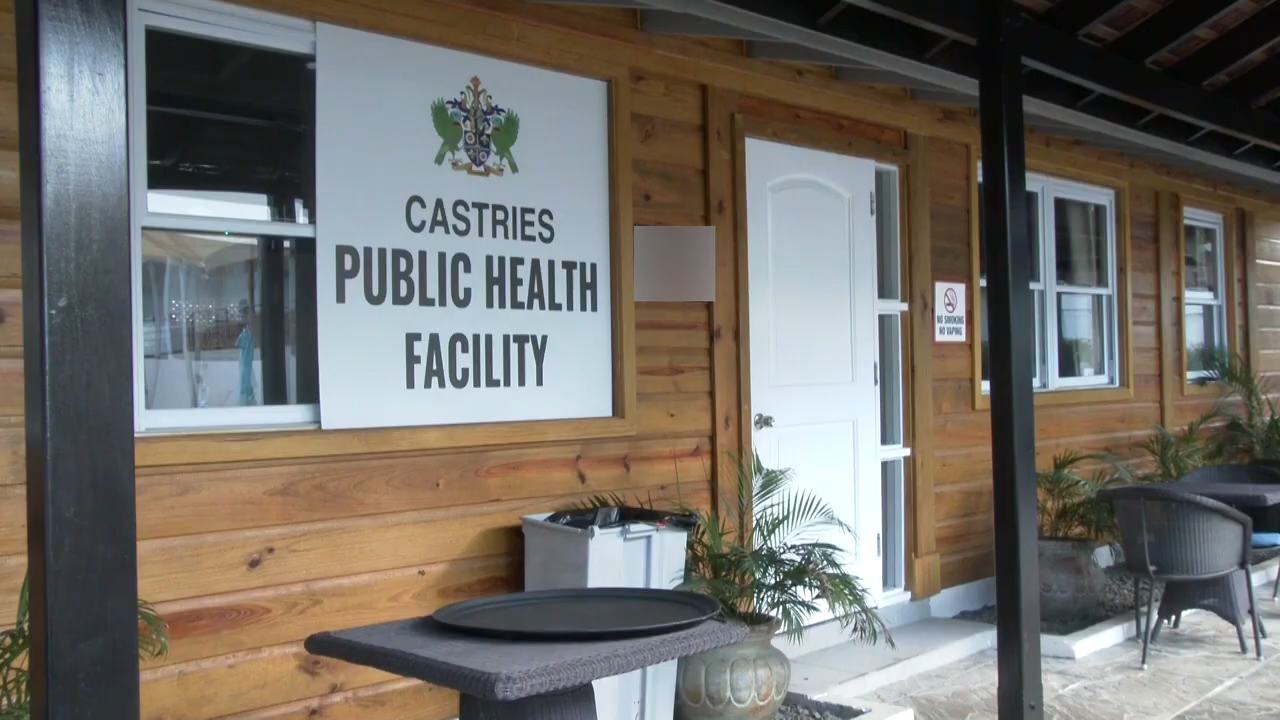 CASTRIES
PUBLIC HEALTH
FACILITY
NO SMOKING
NO VAPING